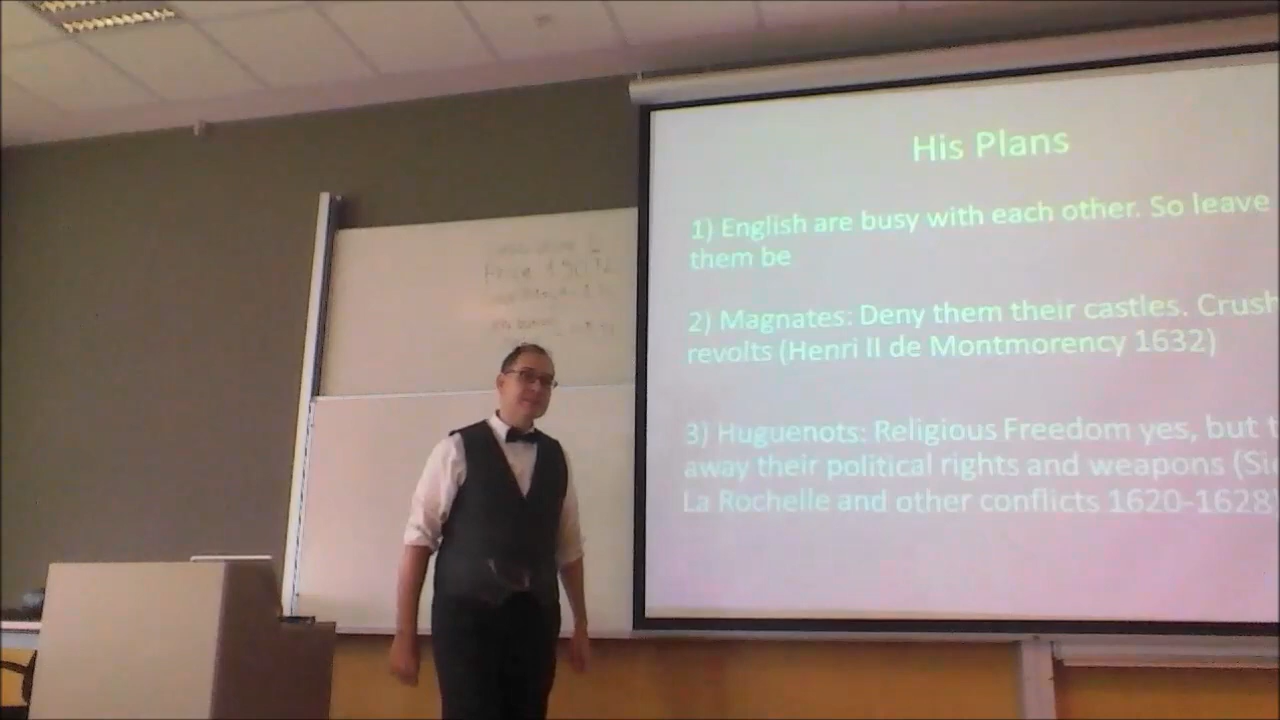 His Plans
1) English are busy with each other. So leave
them be
2) Magnates: Deny them their castles. Crush
revolts (Henri II de Montmorency 1632)
3) Huguenots: Religious Freedom yes, but
away their political rights and weapons
La Rochelle and other conflicts 1620-1628)